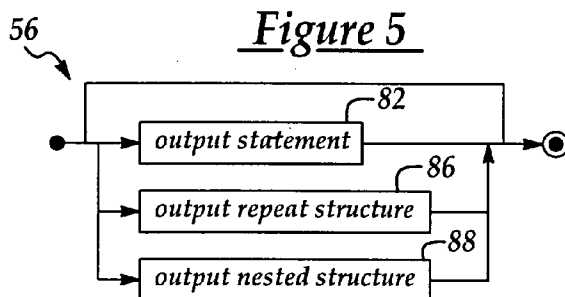 Figure 5
56
82
output statement
86
output repeat structure
88
output nested structure